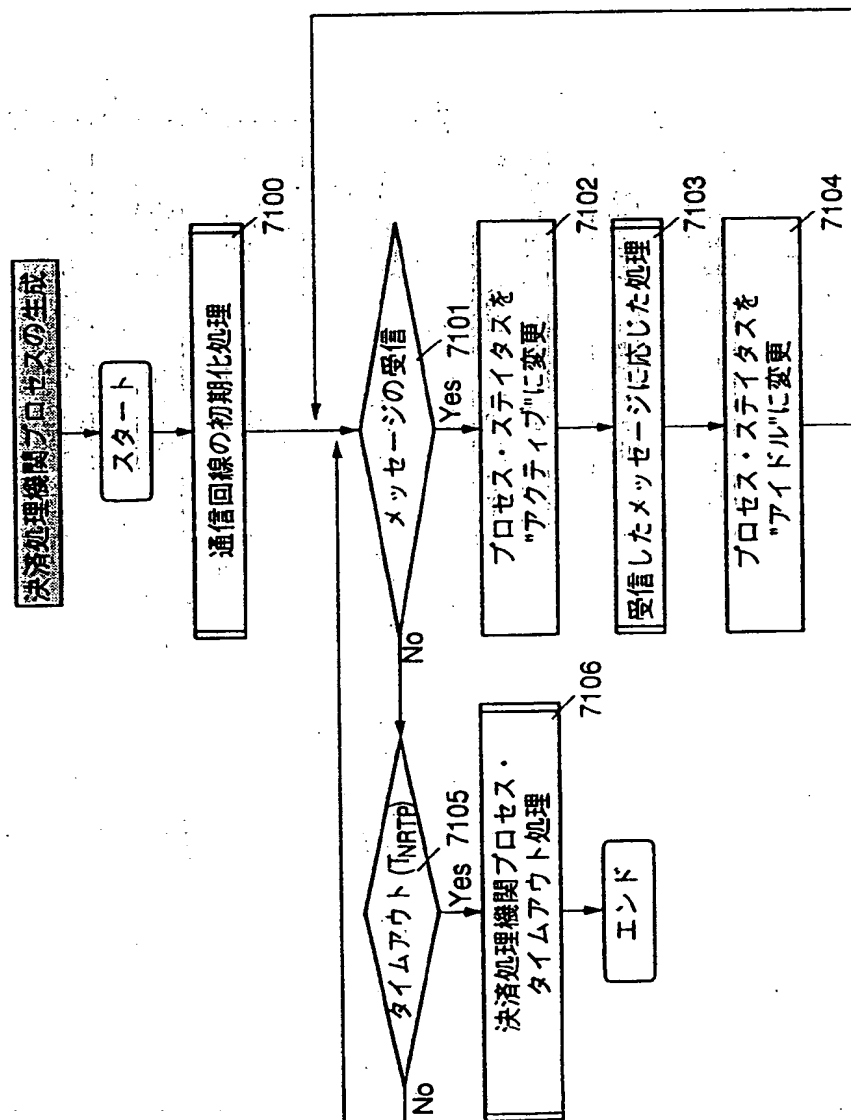 決済処理機関プロセスの生成
スタート
通信回線の初期化処理
7100
メッセージの受信
7101
Yes
No
プロセス・ステイタスを
"アクティブ"に変更
7102
受信したメッセージに応じた処理
7103
プロセス・ステイタスを
"アイドル"に変更
7104
タイムアウト(TNRTP)
7105
Yes
No
決済処理機関プロセス・
タイムアウト処理
7106
エンド